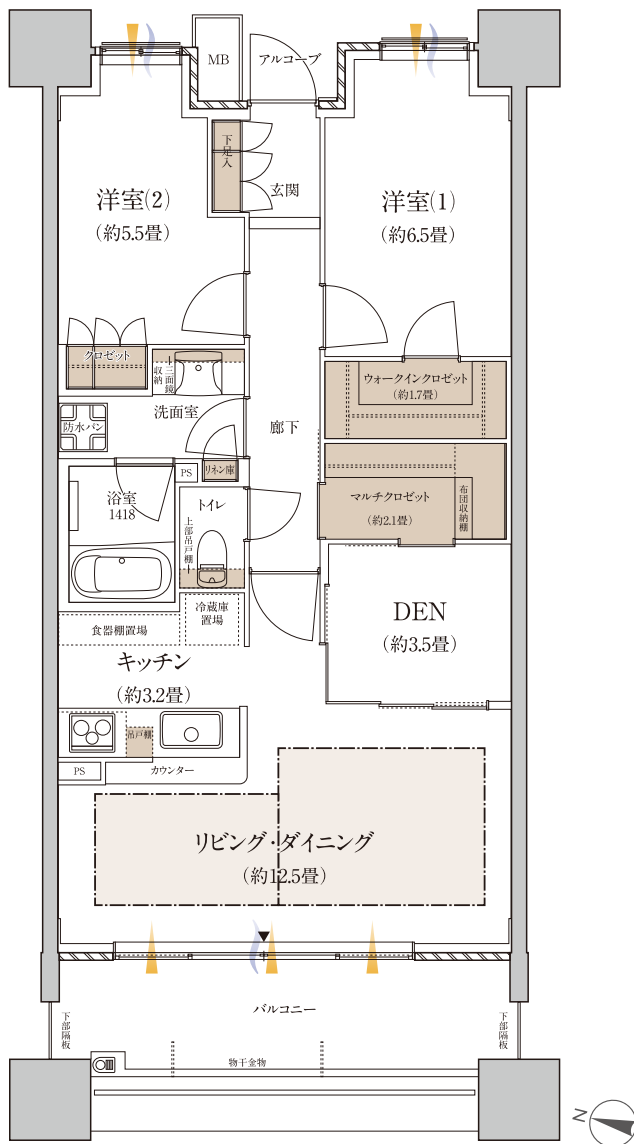 MB
アルコーブ
下足入
玄関
洋室(2)
(約5.5畳)
洋室(1)
(約6.5畳)
クロゼット
三面鏡
収納
洗面室
防水パン
廊下
ウォークインクロゼット
(約1.7畳)
PS
リネン庫
浴室
1418
トイレ
上部吊戸棚
マルチクロゼット
(約2.1畳)
布団収納棚
冷蔵庫
置場
食器棚置場
DEN
(約3.5畳)
キッチン
(約3.2畳)
吊戸棚
PS
カウンター
リビング・ダイニング
(約12.5畳)
バルコニー
下部隔板
下部隔板
物干金物
N